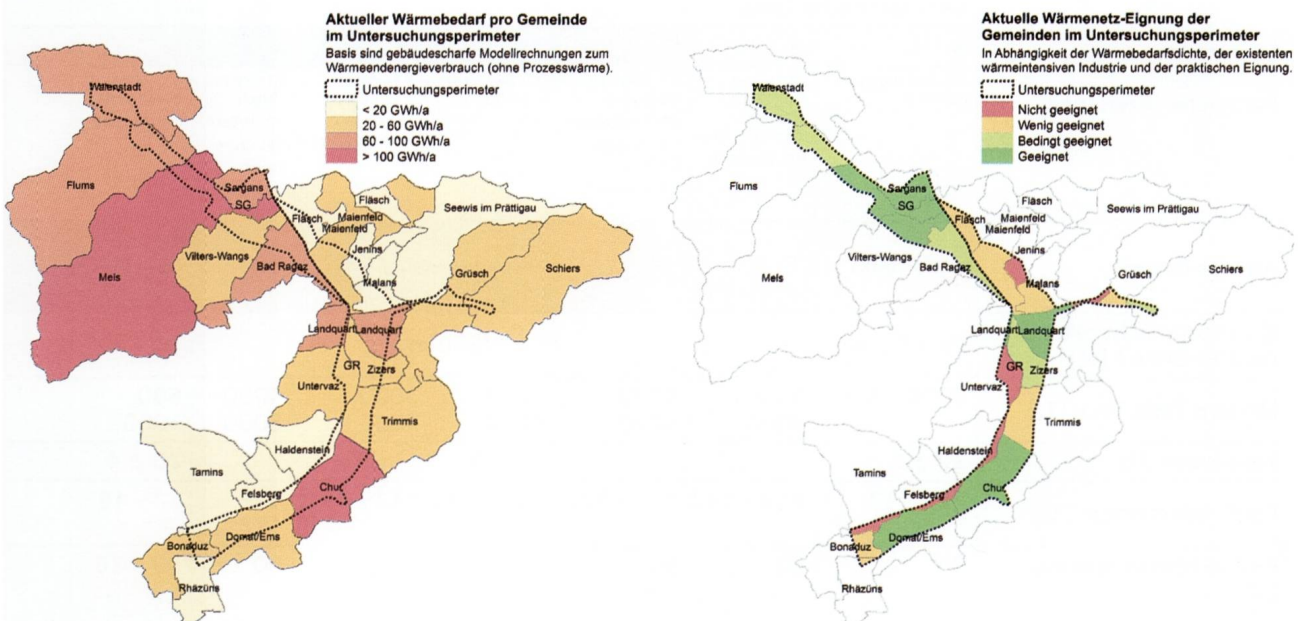 Aktueller Wärmebedarf pro Gemeinde
im Untersuchungsperimeter
Basis sind gebäudescharfe Modellrechnungen zum
Wärmeendenergieverbrauch (ohne Prozesswärme).
Untersuchungsperimeter
< 20 GWh/a
20 - 60 GWh/a
60 - 100 GWh/a
> 100 GWh/a
Walenstadt
Flums
Sargans
SG
Fläsch
Fläsch
Maienfeld
Maienfeld
Seewis im Prättigau
Jenins
Vilters-Wangs
Bad Ragaz
Mels
Malans
Grüsch
Schiers
Landquart
Landquart
GR
Zizers
Untervaz
Trimmis
Haldenstein
Tamins
Felsberg
Chur
Domat/Ems
Bonaduz
Rhäzüns
Aktuelle Wärmenetz-Eignung der
Gemeinden im Untersuchungsperimeter
In Abhängigkeit der Wärmebedarfsdichte, der existenten
wärmeintensiven Industrie und der praktischen Eignung.
Untersuchungsperimeter
Nicht geeignet
Wenig geeignet
Bedingt geeignet
Geeignet
Walenstadt
Flums
Sargans
SG
Fläsch
Fläsch
Maienfeld
Maienfeld
Seewis im Prättigau
Jenins
Vilters-Wangs
Bad Ragaz
Mels
Malans
Grüsch
Schiers
Landquart
Landquart
GR
Zizers
Untervaz
Trimmis
Haldenstein
Tamins
Felsberg
Chur
Domat/Ems
Bonaduz
Rhäzüns